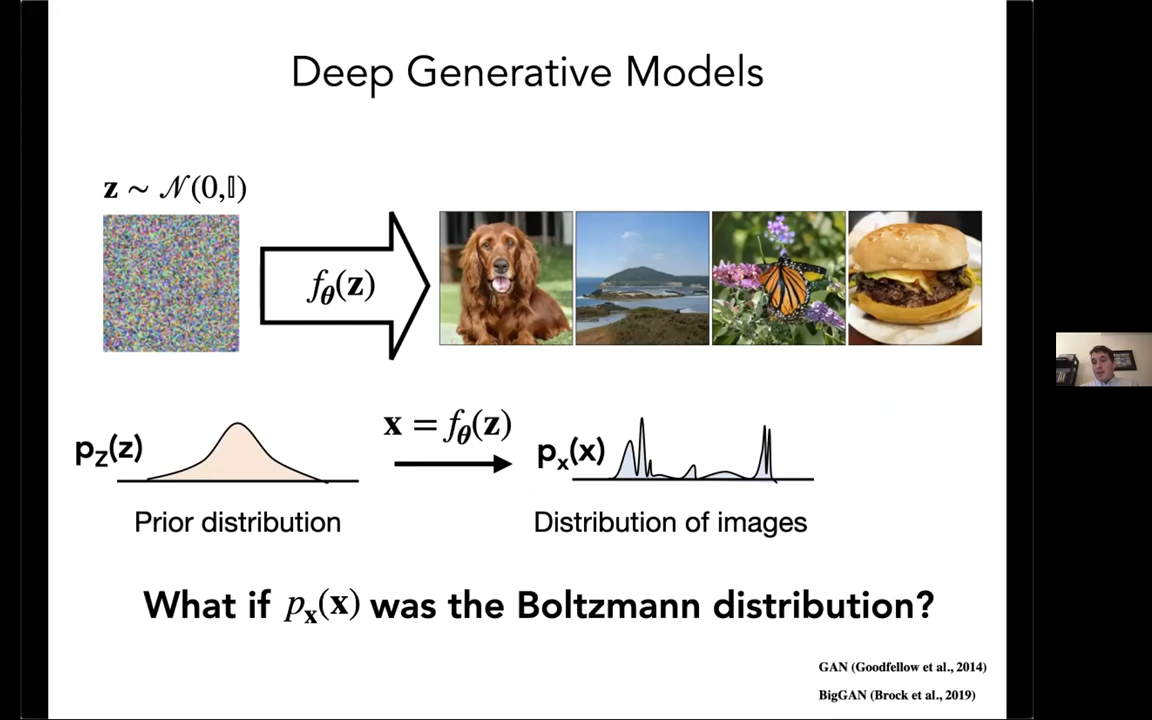 Deep Generative Models
z ~ 𝒩(0,𝕀)
f_θ(z)
p_Z(z)
x = f_θ(z)
p_x(x)
Prior distribution
Distribution of images
What if p_x(x) was the Boltzmann distribution?
GAN (Goodfellow et al., 2014)
BigGAN (Brock et al., 2019)